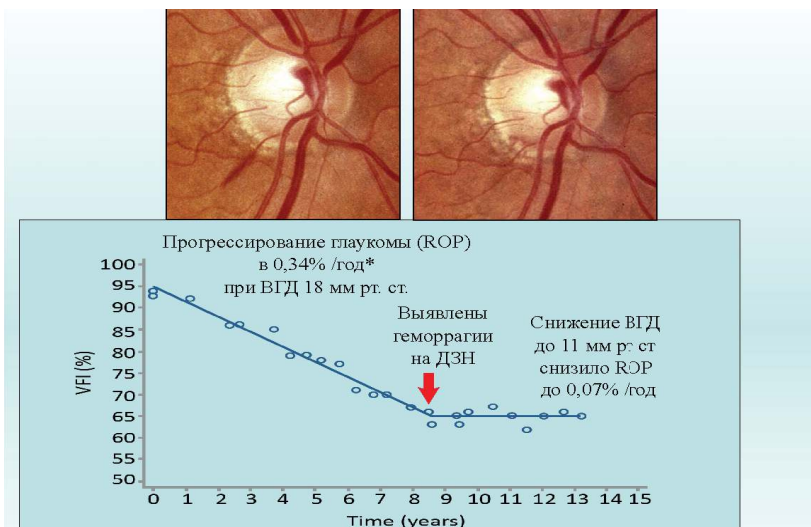 Прогрессирование глаукомы (ROP)
в 0,34% /год*
при ВГД 18 мм рт. ст.
Выявлены
геморрагии
на ДЗН
Снижение ВГД
до 11 мм рт ст
снизило ROP
до 0,07% /год
VFI (%)
100
95
90
85
80
75
70
65
60
55
50
0 1 2 3 4 5 6 7 8 9 10 11 12 13 14 15
Time (years)